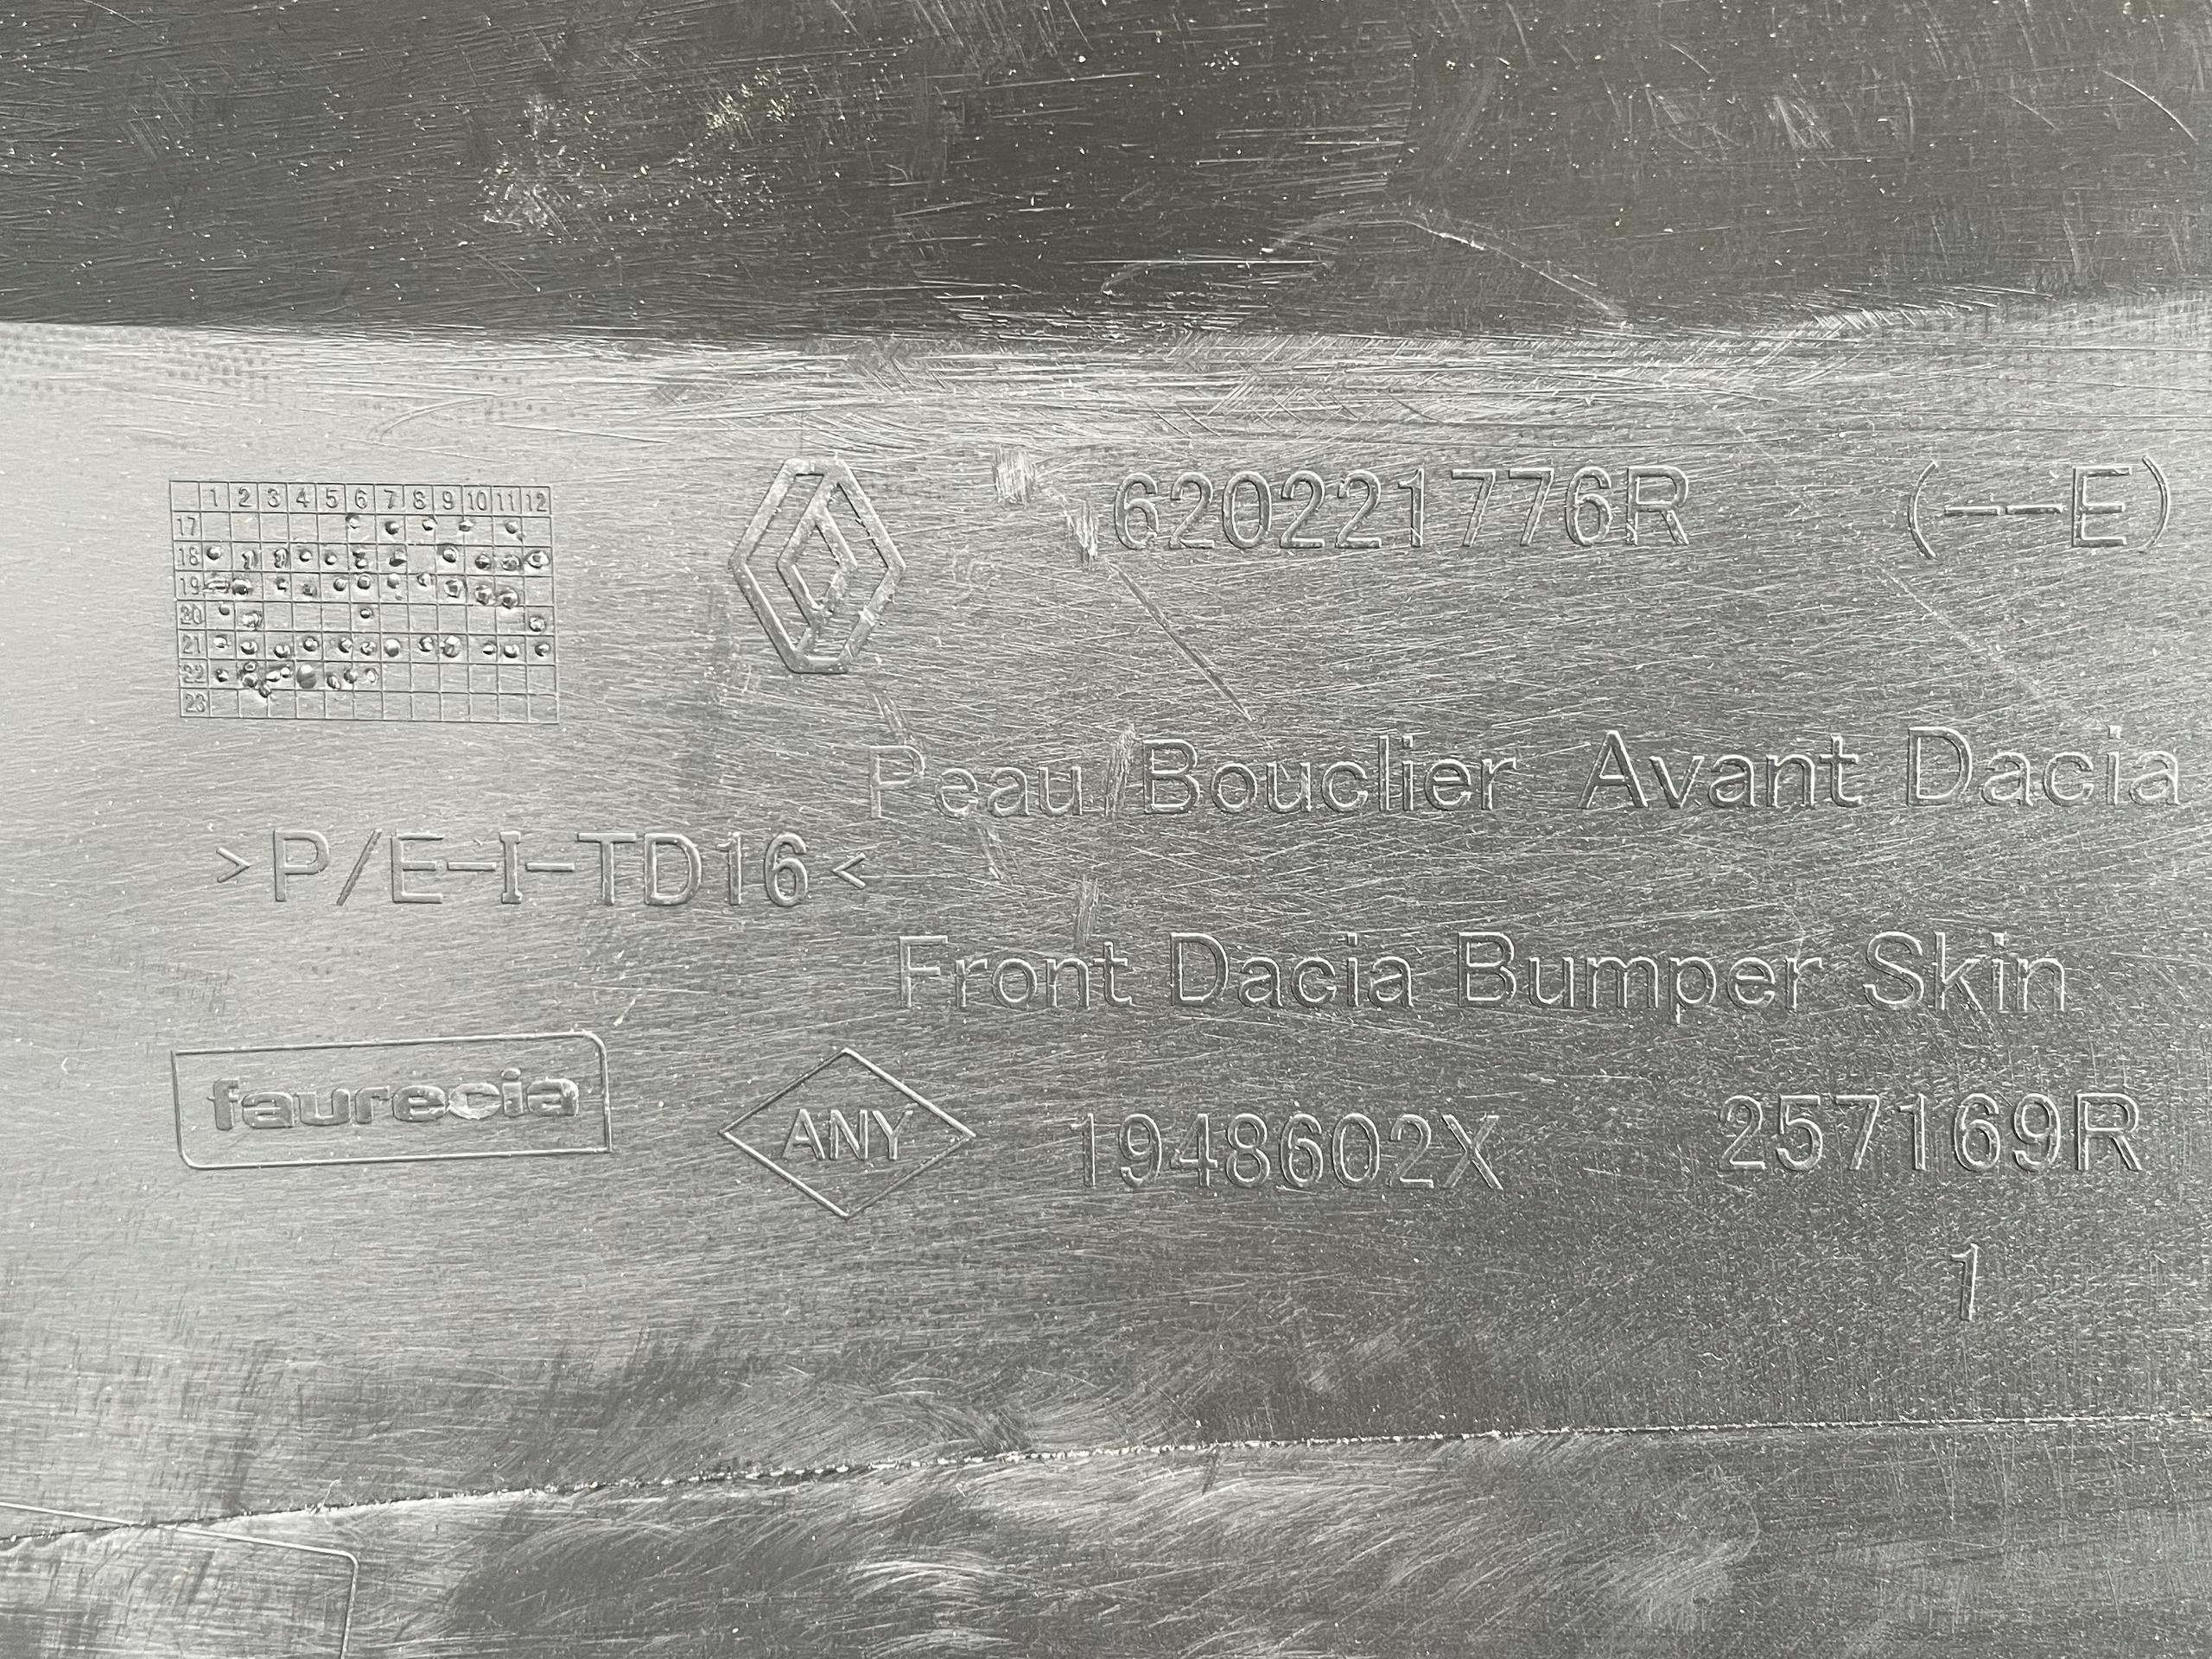 1 2 3 4 5 6 7 8 9 10 11 12
17
18
19
20
21
22
23
620221776R (--E)
Peau Bouclier Avant Dacia
>P/E-I-TD16<
Front Dacia Bumper Skin
faurecia
ANY
1948602X
257169R
1